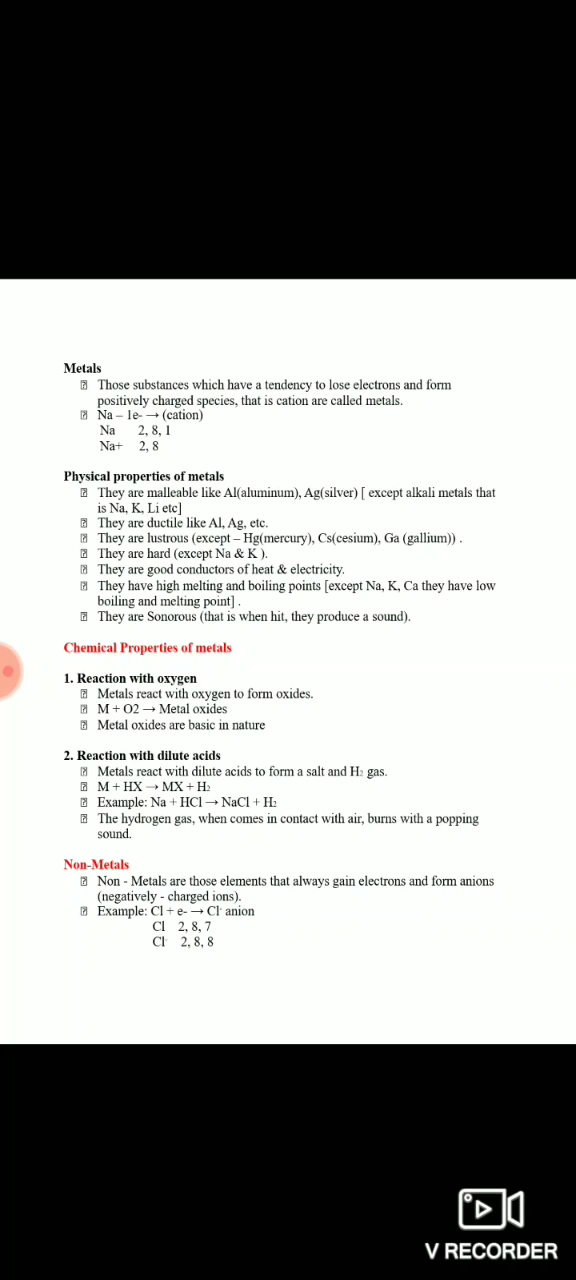 Metals
Those substances which have a tendency to lose electrons and form
positively charged species, that is cation are called metals.
Na – 1e- → (cation)
Na 2, 8, 1
Na+ 2, 8
Physical properties of metals
They are malleable like Al(aluminum), Ag(silver) [ except alkali metals that
is Na, K, Li etc]
They are ductile like Al, Ag, etc.
They are lustrous (except – Hg(mercury), Cs(cesium), Ga (gallium)) .
They are hard (except Na & K ).
They are good conductors of heat & electricity.
They have high melting and boiling points [except Na, K, Ca they have low
boiling and melting point] .
They are Sonorous (that is when hit, they produce a sound).
Chemical Properties of metals
1. Reaction with oxygen
Metals react with oxygen to form oxides.
M + O2 → Metal oxides
Metal oxides are basic in nature
2. Reaction with dilute acids
Metals react with dilute acids to form a salt and H₂ gas.
M + HX → MX + H₂
Example: Na + HCl → NaCl + H₂
The hydrogen gas, when comes in contact with air, burns with a popping
sound.
Non-Metals
Non - Metals are those elements that always gain electrons and form anions
(negatively - charged ions).
Example: Cl + e- → Cl⁻ anion
Cl 2, 8, 7
Cl⁻ 2, 8, 8
V RECORDER